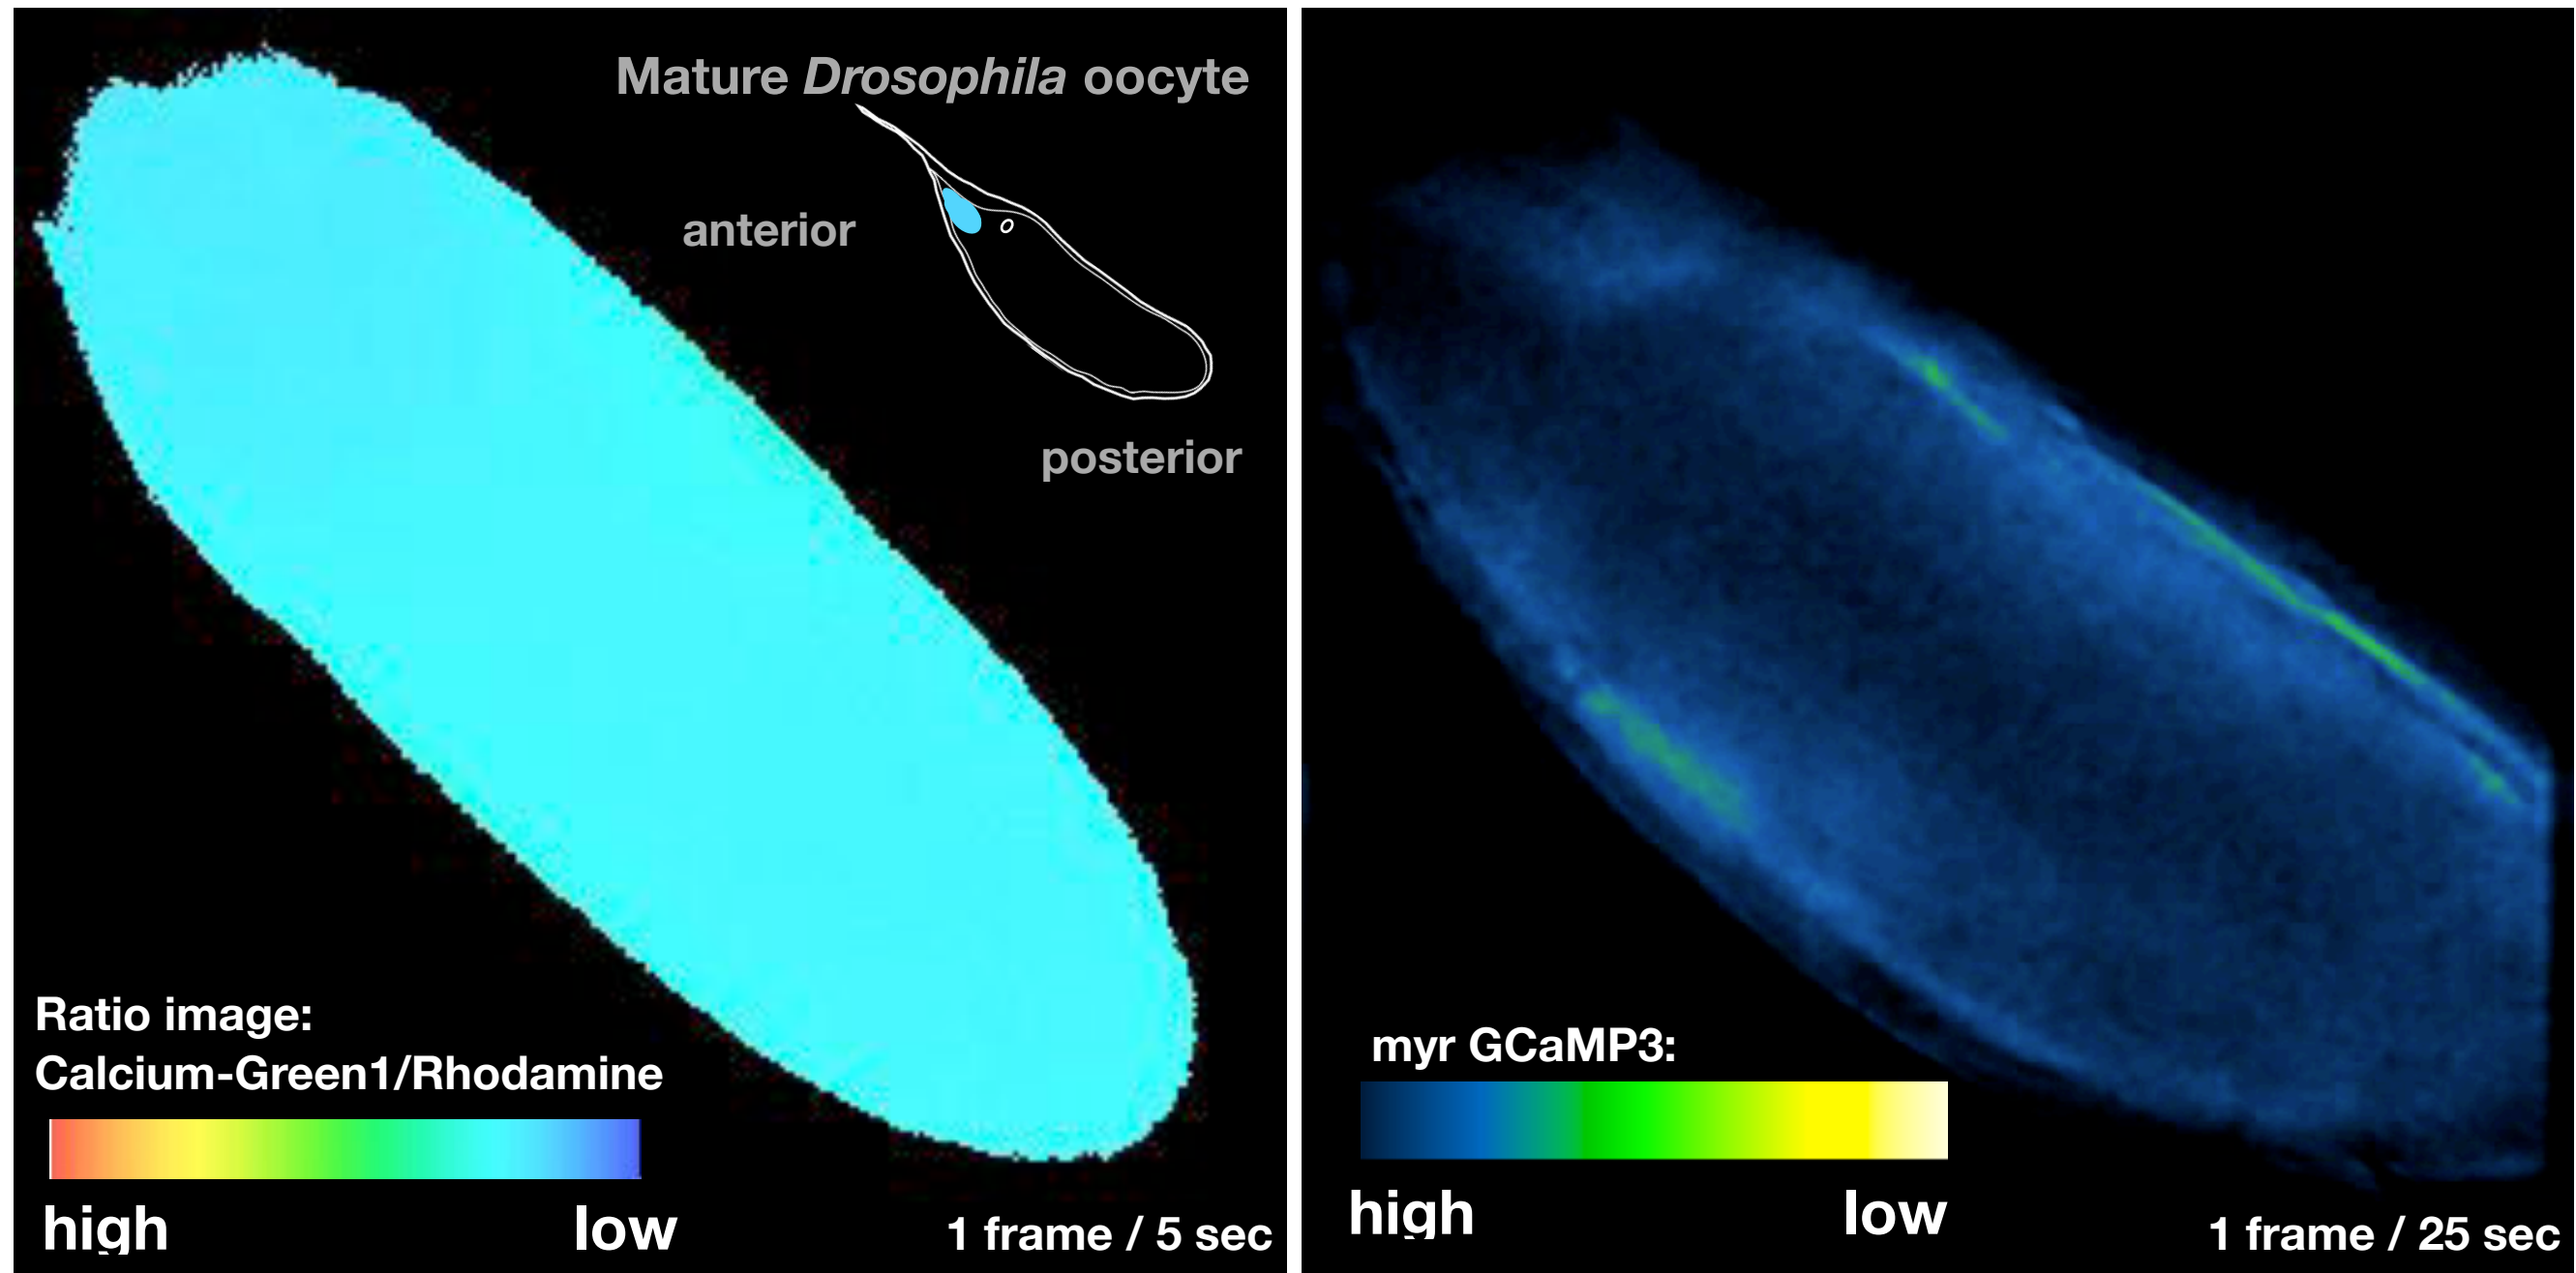 Mature Drosophila oocyte
anterior
posterior
Ratio image:
Calcium-Green1/Rhodamine
high low
1 frame / 5 sec
myr GCaMP3:
high low
1 frame / 25 sec